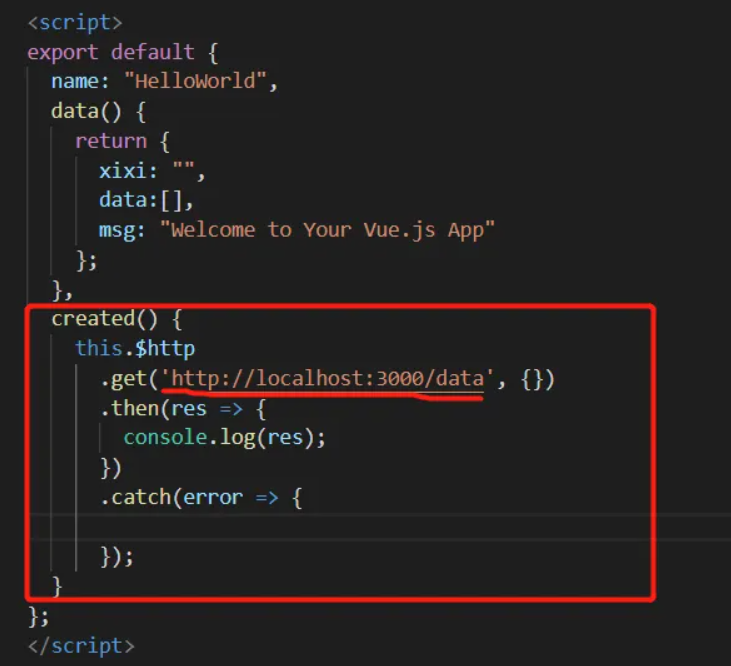 <script>
export default {
name: "HelloWorld",
data() {
return {
xixi: "",
data:[],
msg: "Welcome to Your Vue.js App"
};
},
created() {
this.$http
.get('http://localhost:3000/data', {})
.then(res => {
console.log(res);
})
.catch(error => {
});
}
};
</script>